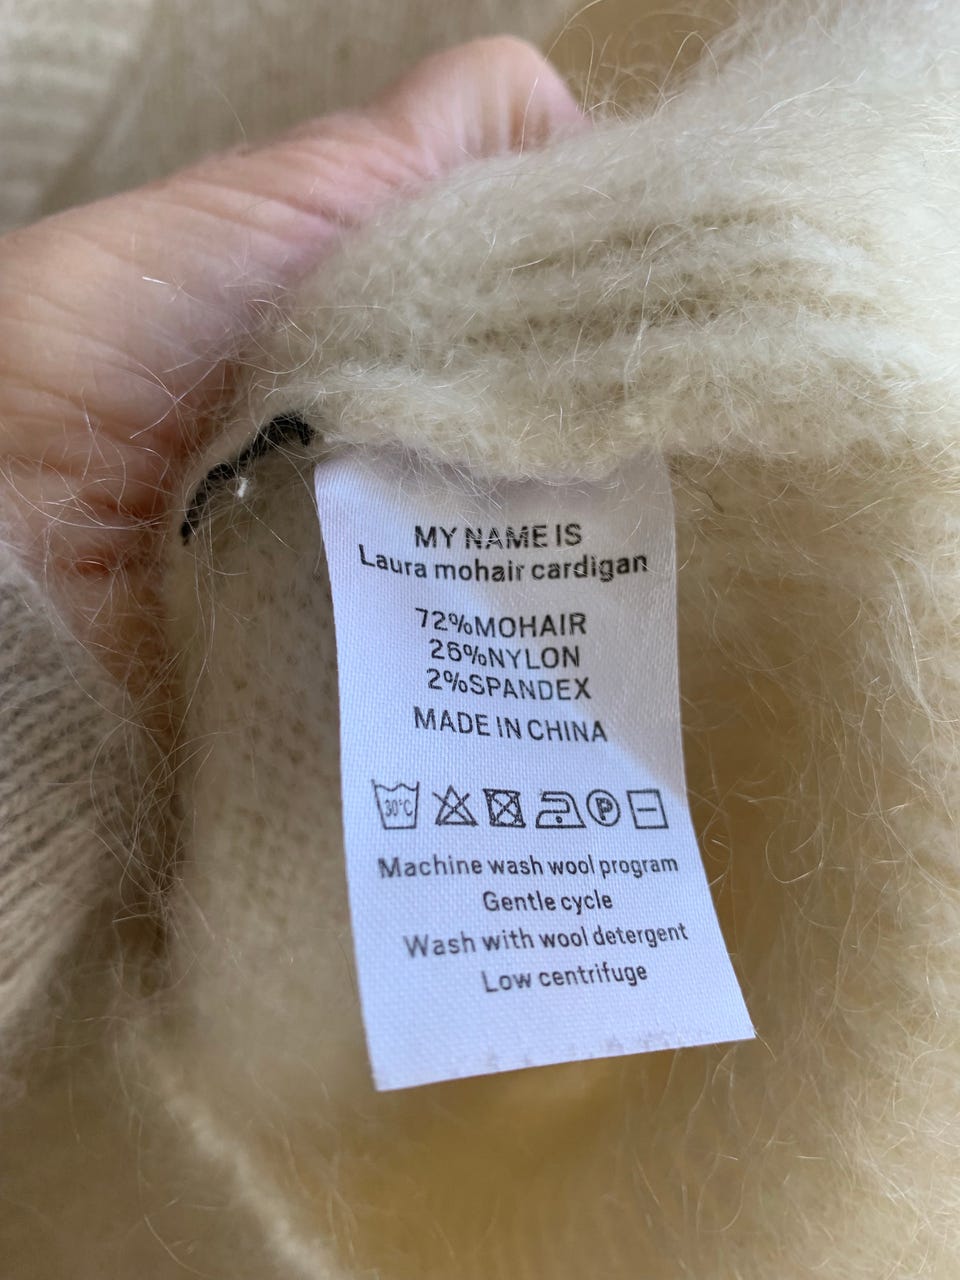 MY NAME IS
Laura mohair cardigan
72%MOHAIR
26%NYLON
2%SPANDEX
MADE IN CHINA
30°C P
Machine wash wool program
Gentle cycle
Wash with wool detergent
Low centrifuge